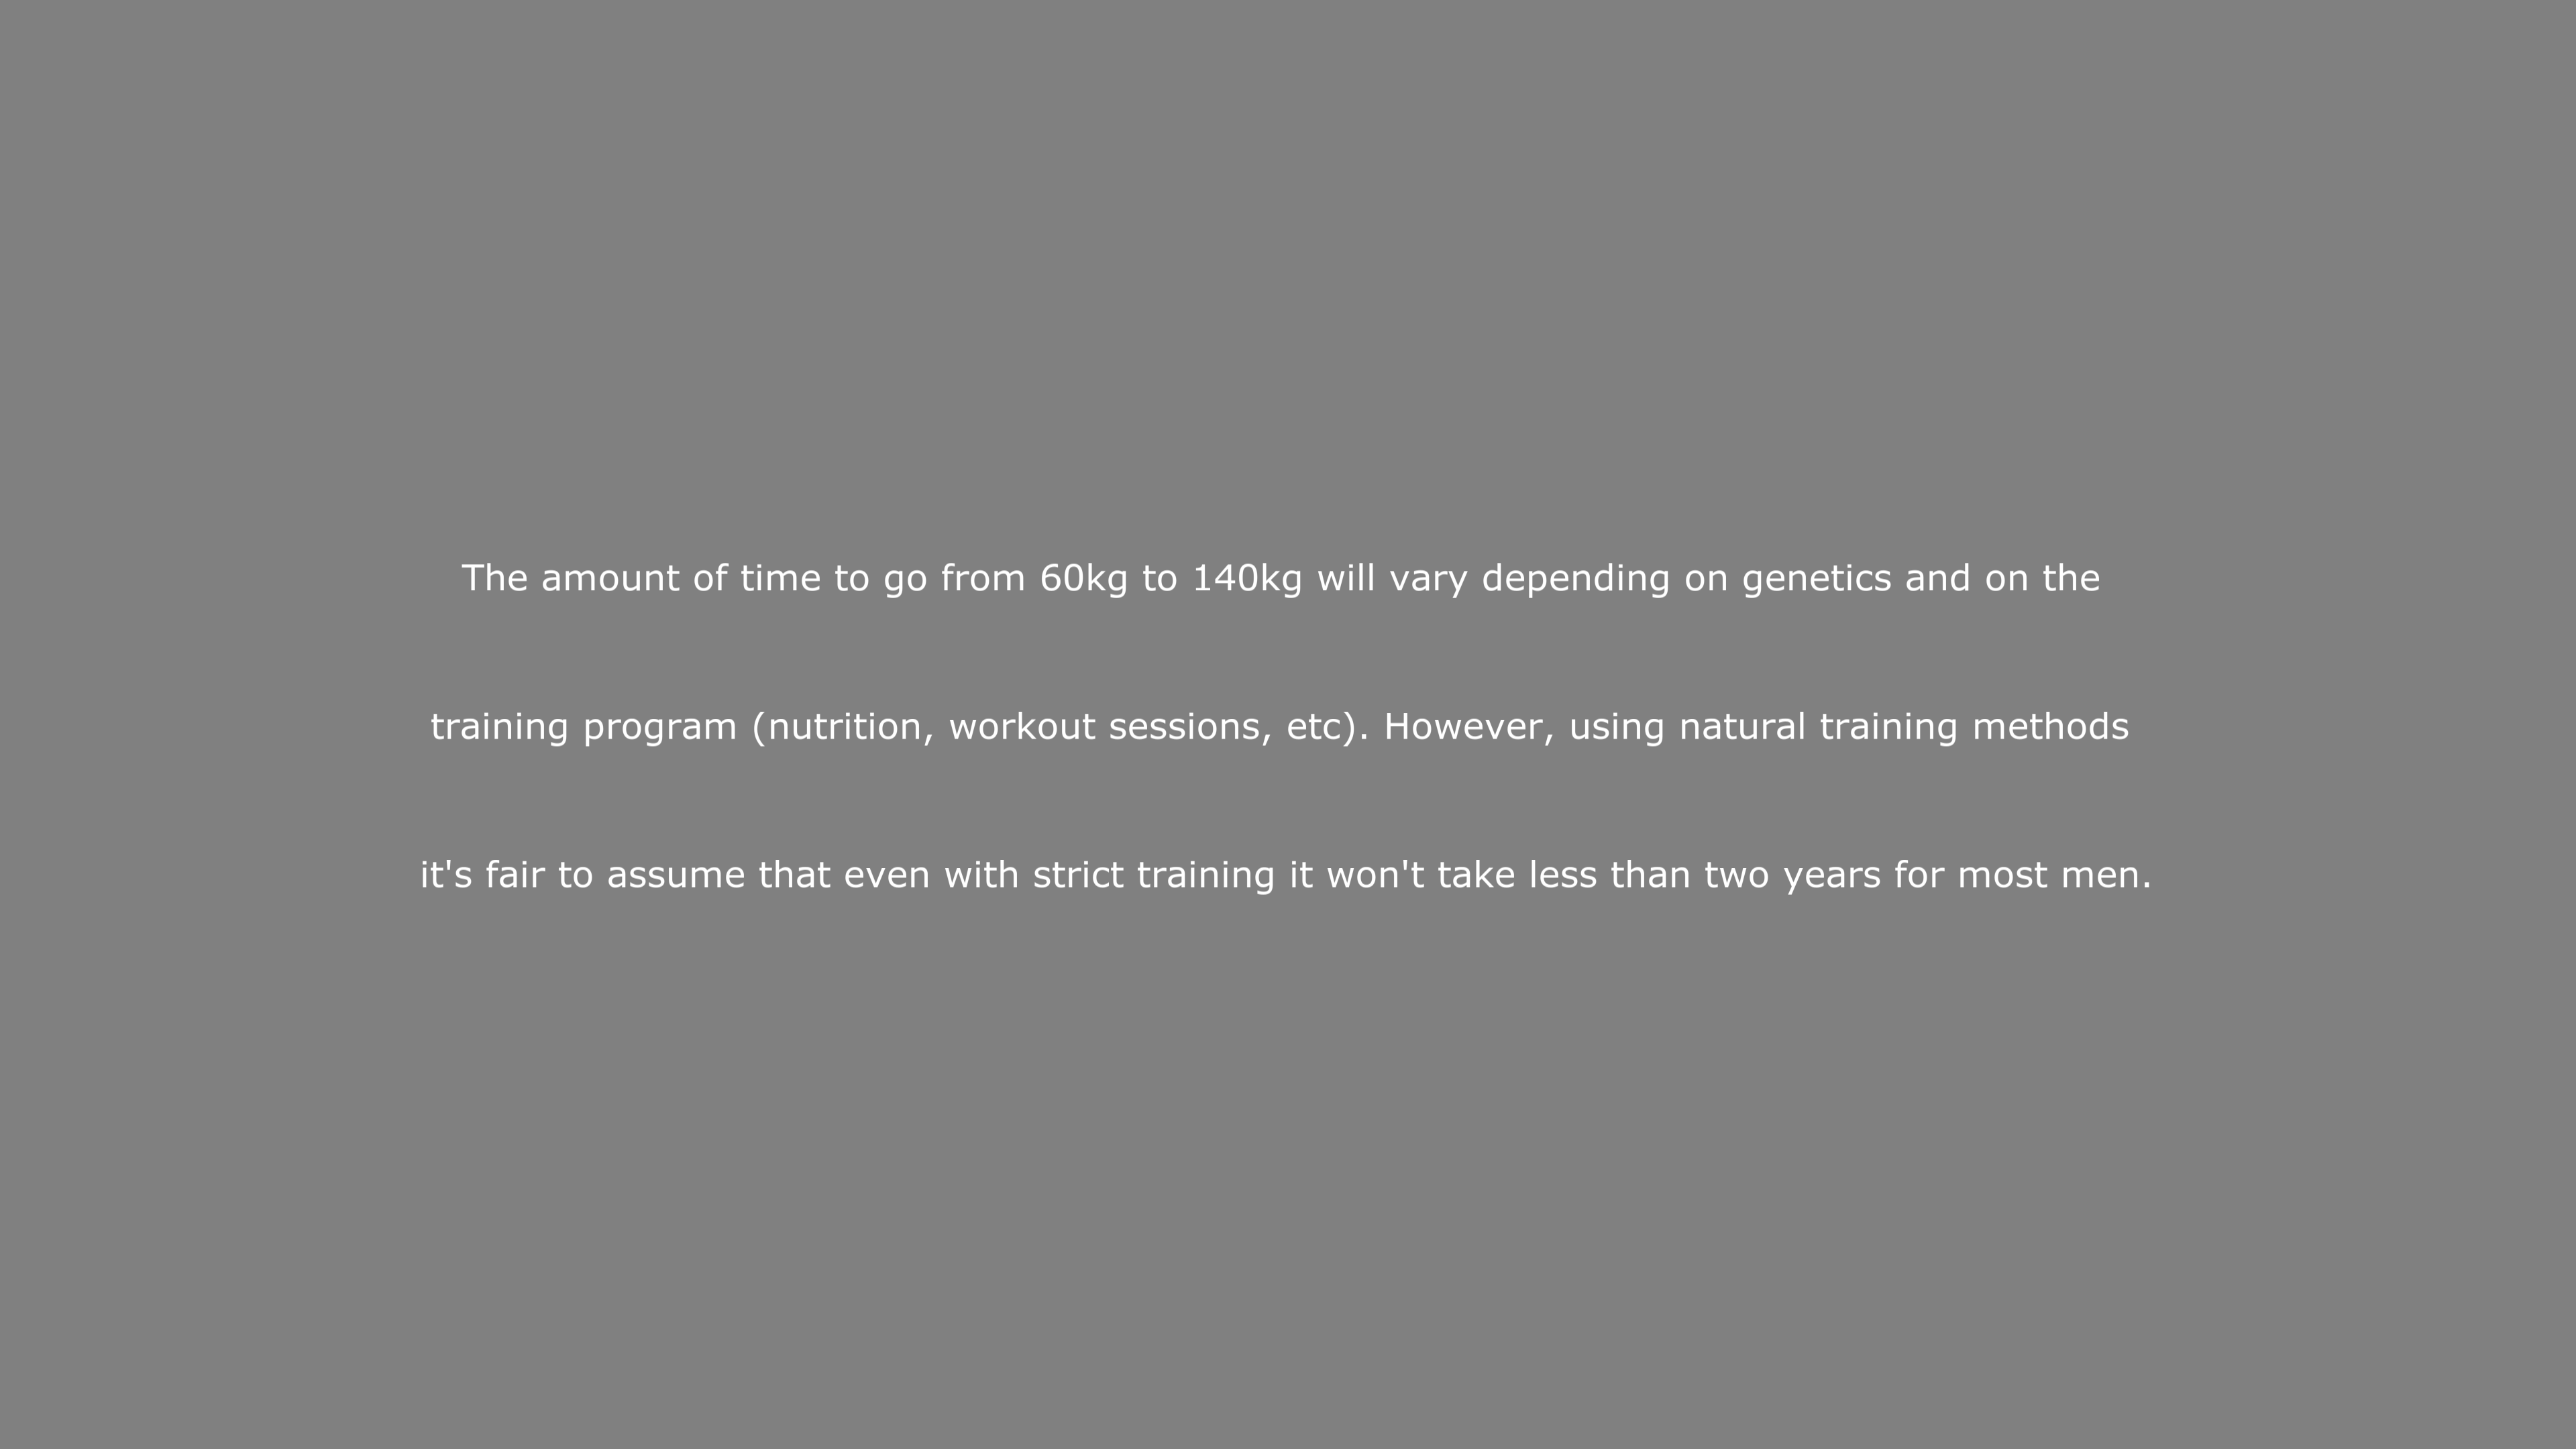 The amount of time to go from 60kg to 140kg will vary depending on genetics and on the
training program (nutrition, workout sessions, etc). However, using natural training methods
it's fair to assume that even with strict training it won't take less than two years for most men.